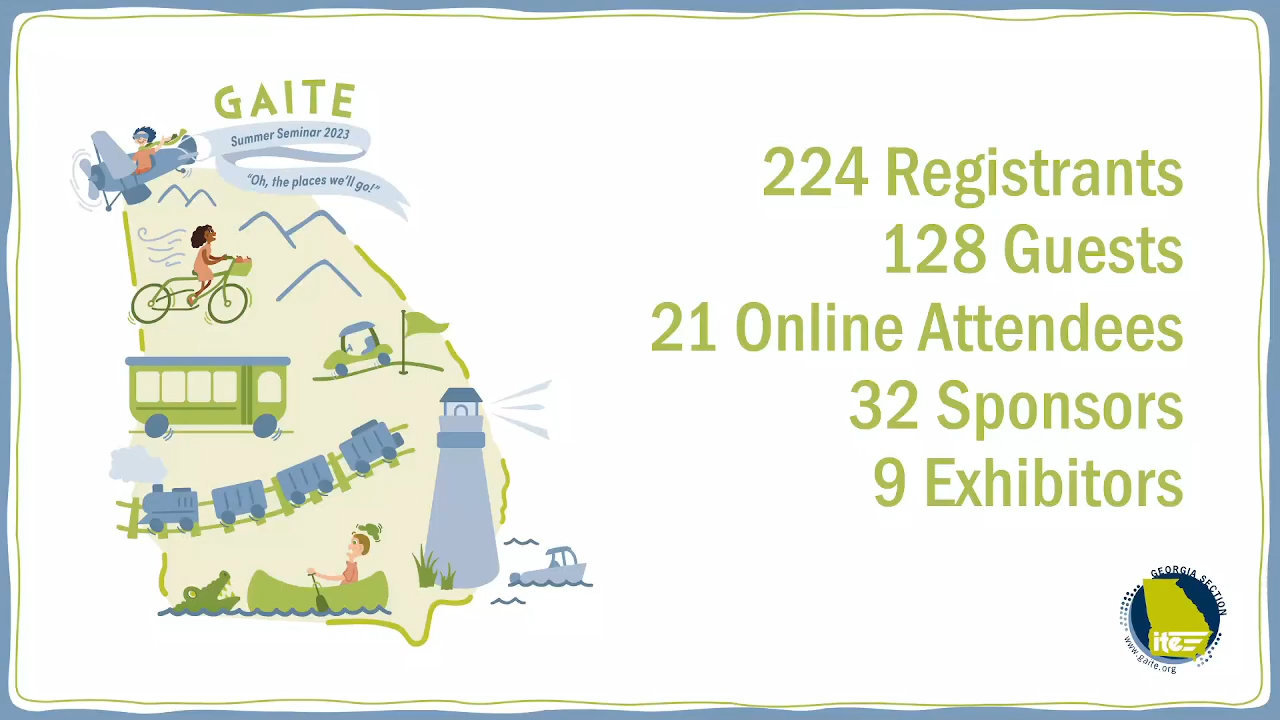 GAITE
Summer Seminar 2023
"Oh, the places we'll go!"
224 Registrants
128 Guests
21 Online Attendees
32 Sponsors
9 Exhibitors
GEORGIA SECTION
ite
www.gaite.org